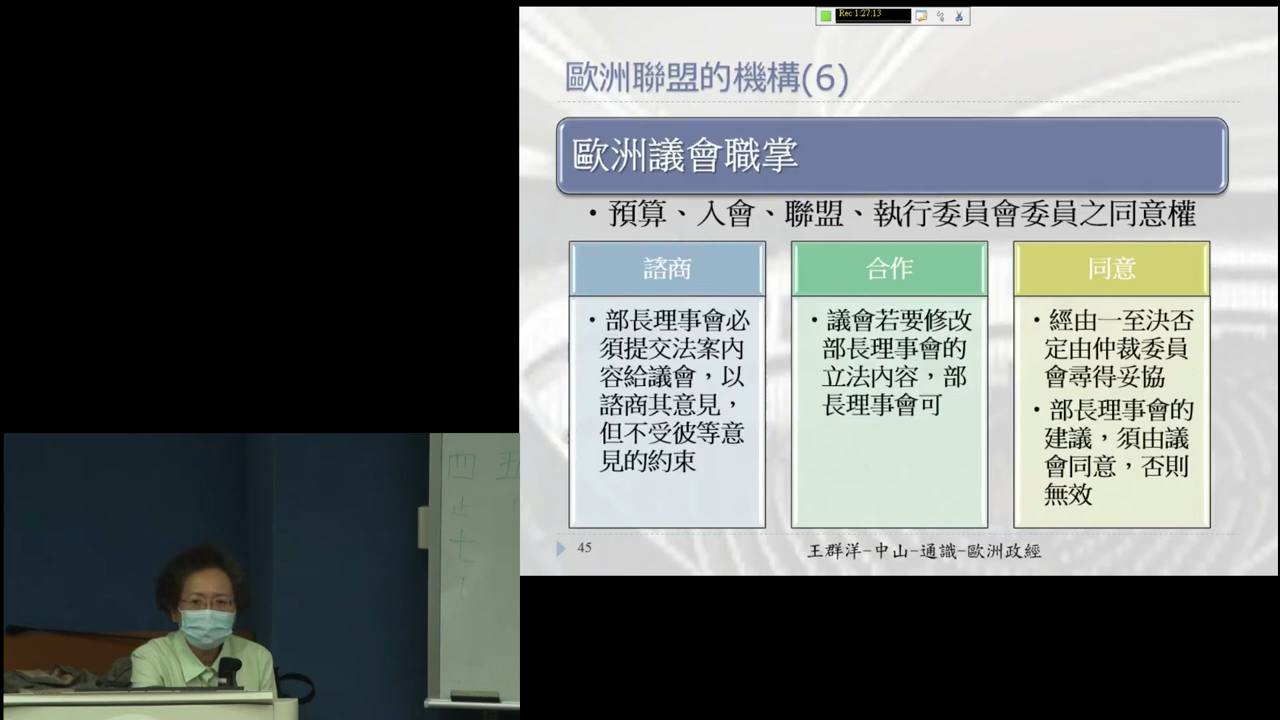 Rec 1:27:13
歐洲聯盟的機構(6)
歐洲議會職掌
・預算、入會、聯盟、執行委員會委員之同意權
諮商
・部長理事會必
須提交法案內
容給議會，以
諮商其意見，
但不受彼等意
見的約束
合作
・議會若要修改
部長理事會的
立法內容，部
長理事會可
同意
・經由一至決否
定由仲裁委員
會尋得妥協
・部長理事會的
建議，須由議
會同意，否則
無效
45
王群洋-中山-通識-歐洲政經
四 五
止
七